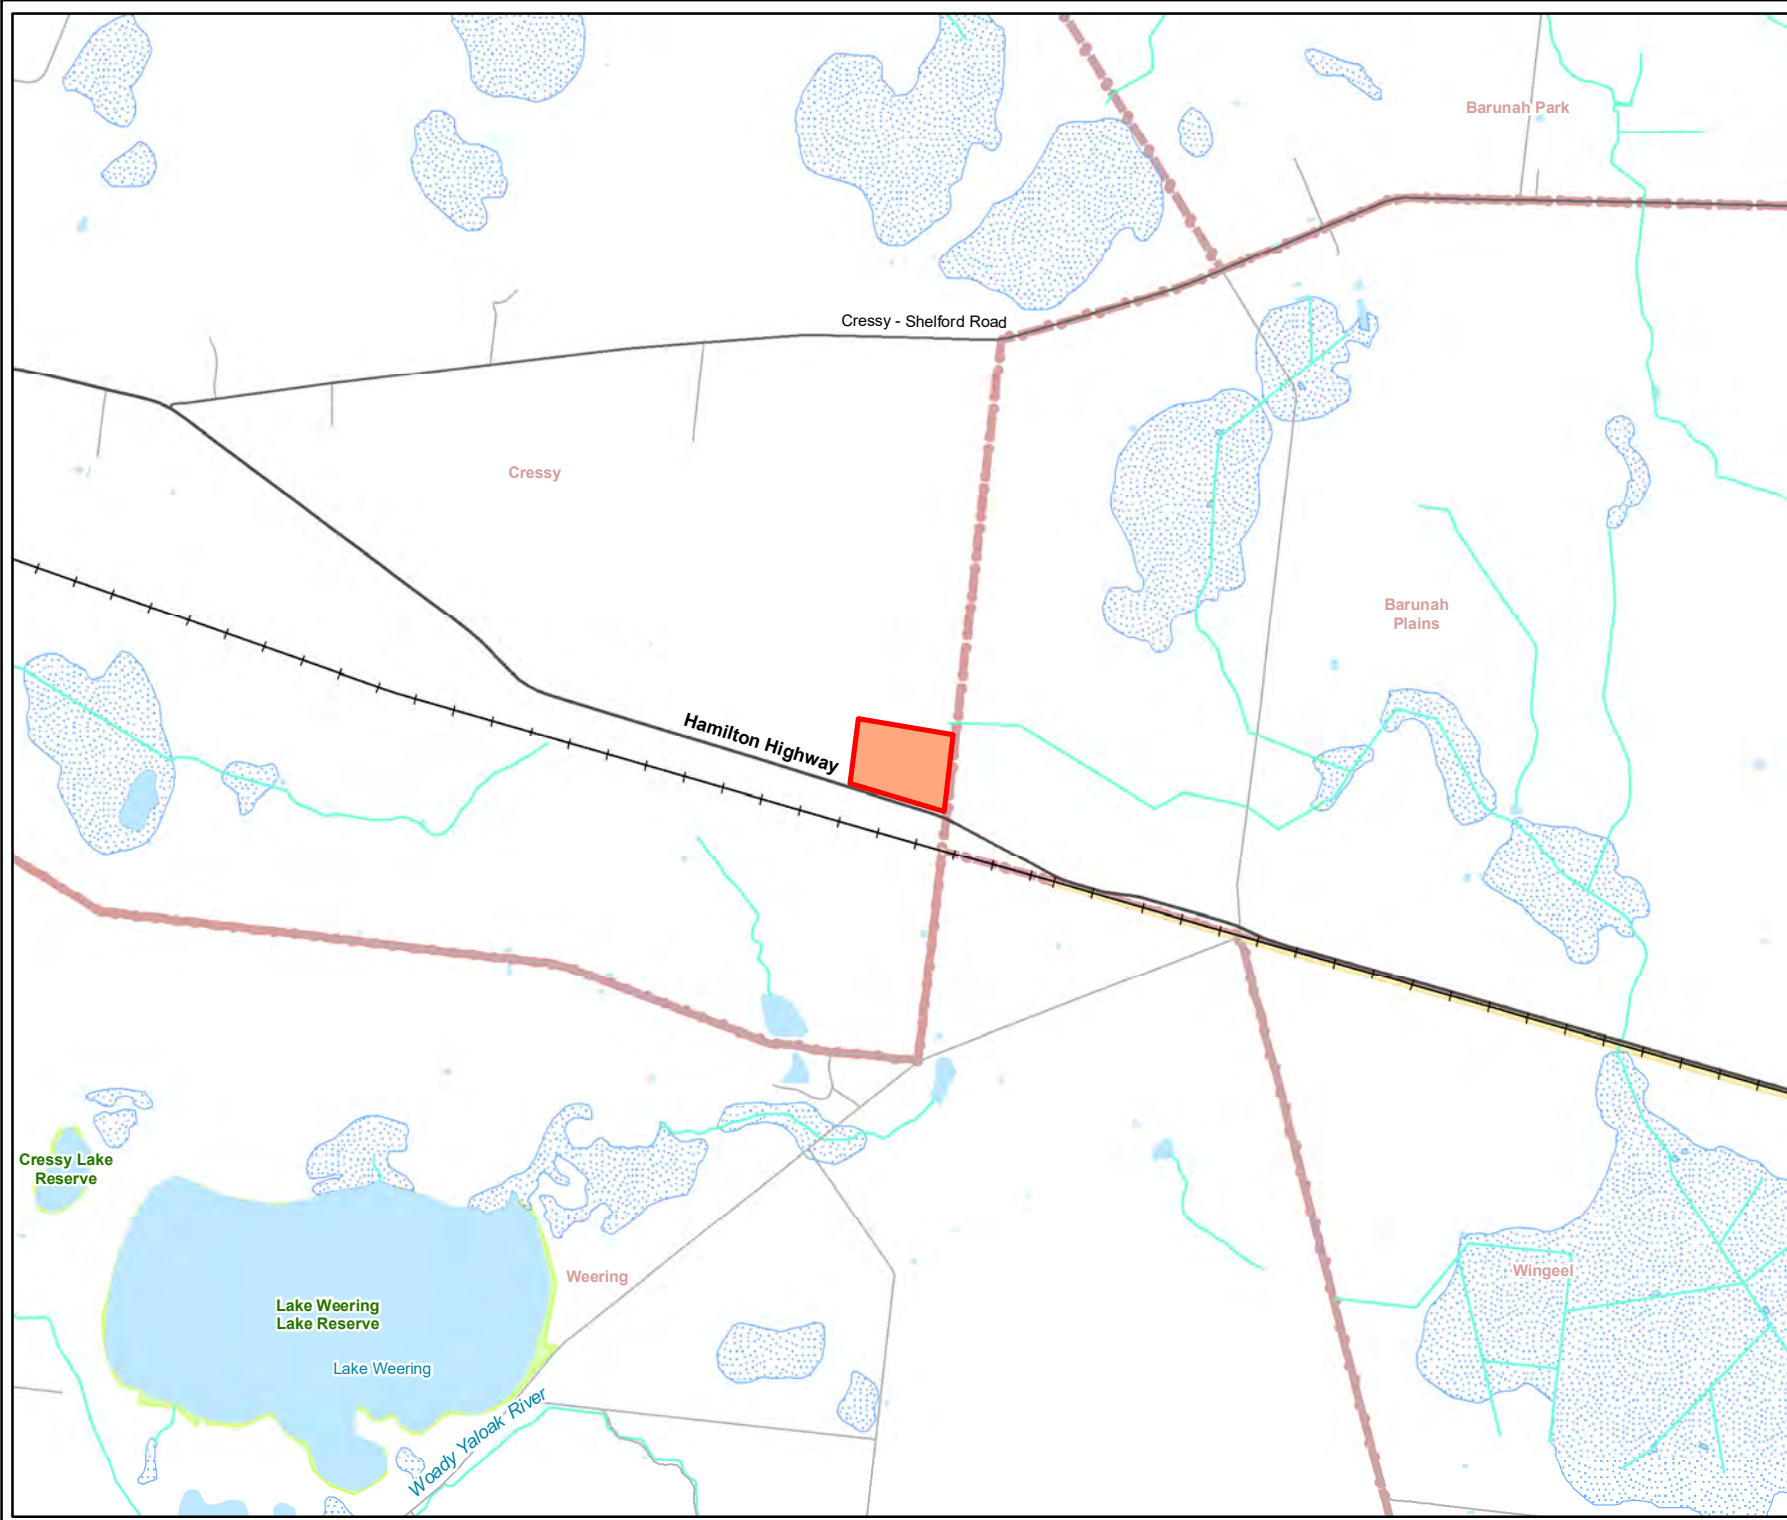 Barunah Park
Cressy - Shelford Road
Cressy
Barunah
Plains
Hamilton Highway
Cressy Lake
Reserve
Weering
Wingeel
Lake Weering
Lake Reserve
Lake Weering
Woady Yaloak River